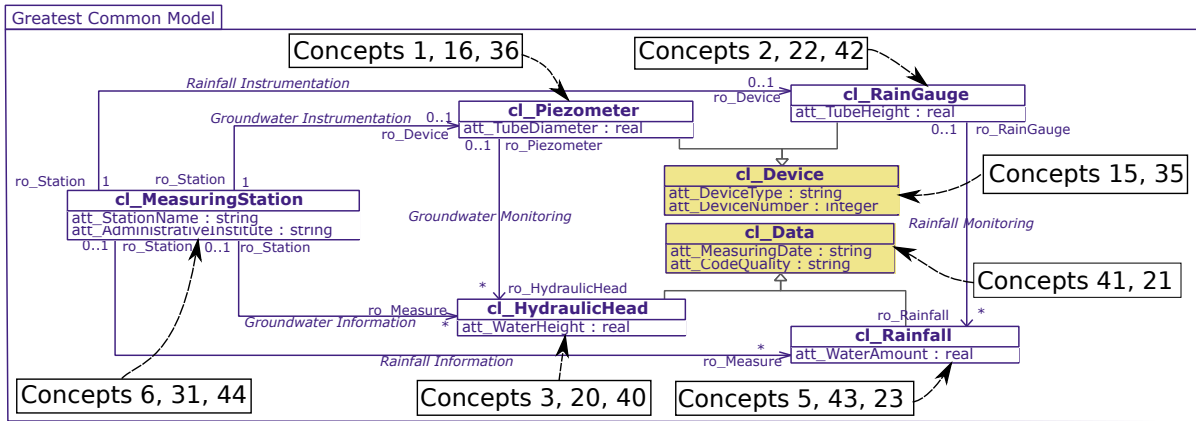 Greatest Common Model
Concepts 1, 16, 36
Concepts 2, 22, 42
Rainfall Instrumentation
0..1
ro_Device
cl_RainGauge
att_TubeHeight : real
0..1
ro_RainGauge
Groundwater Instrumentation
0..1
ro_Device
cl_Piezometer
att_TubeDiameter : real
0..1
ro_Piezometer
cl_Device
att_DeviceType : string
att_DeviceNumber : integer
Concepts 15, 35
ro_Station
1
ro_Station
1
cl_MeasuringStation
att_StationName : string
att_AdministrativeInstitute : string
0..1
ro_Station
0..1
ro_Station
Groundwater Monitoring
Rainfall Monitoring
cl_Data
att_MeasuringDate : string
att_CodeQuality : string
Concepts 41, 21
*
ro_HydraulicHead
ro_Measure
*
Groundwater Information
cl_HydraulicHead
att_WaterHeight : real
ro_Rainfall
*
cl_Rainfall
att_WaterAmount : real
*
ro_Measure
Rainfall Information
Concepts 6, 31, 44
Concepts 3, 20, 40
Concepts 5, 43, 23